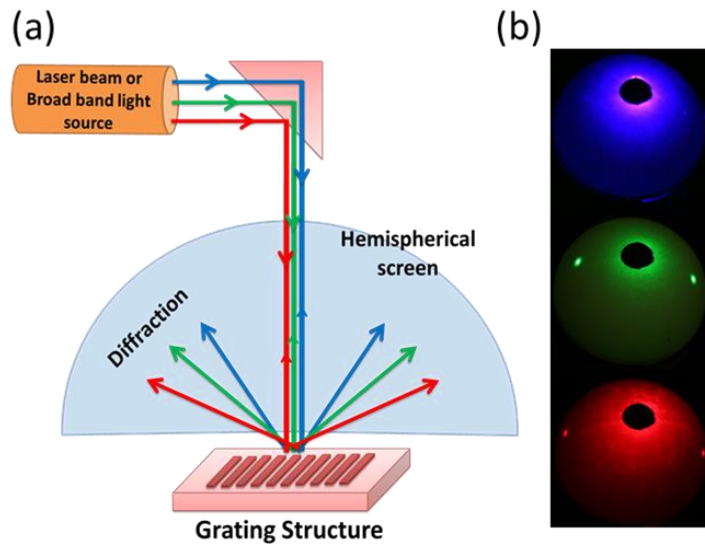 (a)
(b)
Laser beam or
Broad band light
source
Hemispherical
screen
Diffraction
Grating Structure